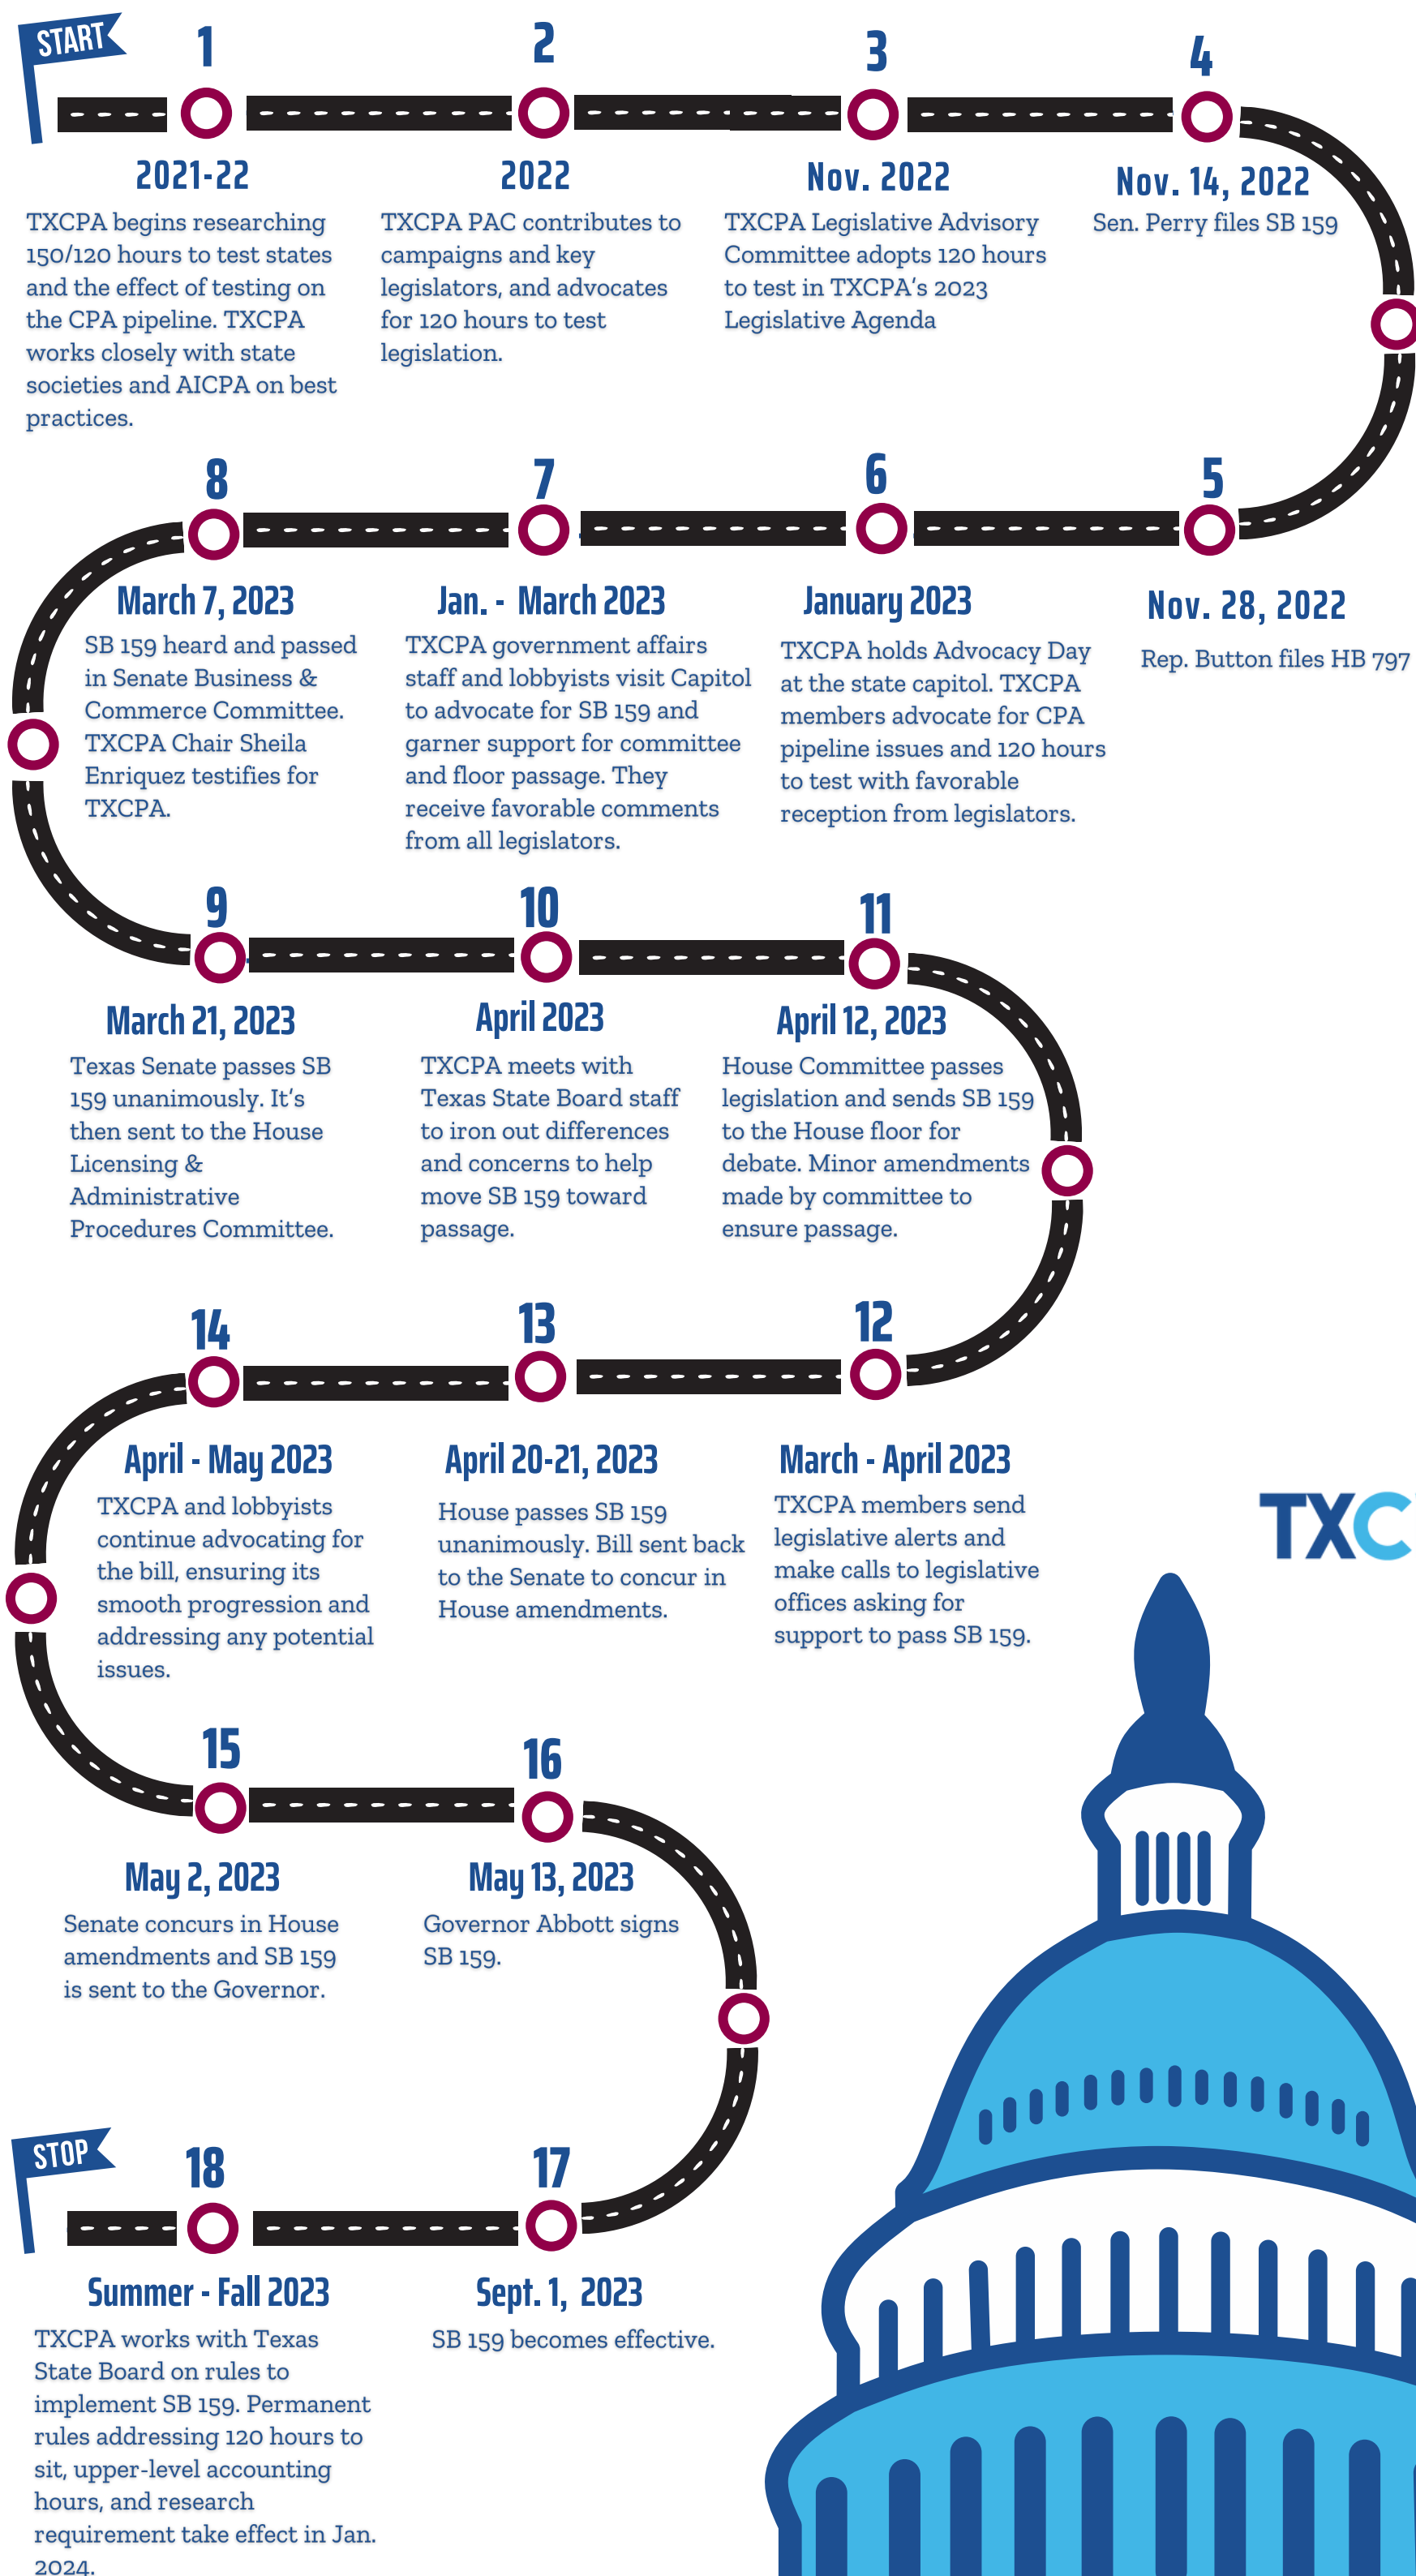 START
1
2021-22
TXCPA begins researching
150/120 hours to test states
and the effect of testing on
the CPA pipeline. TXCPA
works closely with state
societies and AICPA on best
practices.
2
2022
TXCPA PAC contributes to
campaigns and key
legislators, and advocates
for 120 hours to test
legislation.
3
Nov. 2022
TXCPA Legislative Advisory
Committee adopts 120 hours
to test in TXCPA's 2023
Legislative Agenda
4
Nov. 14, 2022
Sen. Perry files SB 159
5
Nov. 28, 2022
Rep. Button files HB 797
6
January 2023
TXCPA holds Advocacy Day
at the state capitol. TXCPA
members advocate for CPA
pipeline issues and 120 hours
to test with favorable
reception from legislators.
7
Jan. - March 2023
TXCPA government affairs
staff and lobbyists visit Capitol
to advocate for SB 159 and
garner support for committee
and floor passage. They
receive favorable comments
from all legislators.
8
March 7, 2023
SB 159 heard and passed
in Senate Business &
Commerce Committee.
TXCPA Chair Sheila
Enriquez testifies for
TXCPA.
9
March 21, 2023
Texas Senate passes SB
159 unanimously. It's
then sent to the House
Licensing &
Administrative
Procedures Committee.
10
April 2023
TXCPA meets with
Texas State Board staff
to iron out differences
and concerns to help
move SB 159 toward
passage.
11
April 12, 2023
House Committee passes
legislation and sends SB 159
to the House floor for
debate. Minor amendments
made by committee to
ensure passage.
12
March - April 2023
TXCPA members send
legislative alerts and
make calls to legislative
offices asking for
support to pass SB 159.
13
April 20-21, 2023
House passes SB 159
unanimously. Bill sent back
to the Senate to concur in
House amendments.
14
April - May 2023
TXCPA and lobbyists
continue advocating for
the bill, ensuring its
smooth progression and
addressing any potential
issues.
TXC
15
May 2, 2023
Senate concurs in House
amendments and SB 159
is sent to the Governor.
16
May 13, 2023
Governor Abbott signs
SB 159.
17
Sept. 1, 2023
SB 159 becomes effective.
STOP
18
Summer - Fall 2023
TXCPA works with Texas
State Board on rules to
implement SB 159. Permanent
rules addressing 120 hours to
sit, upper-level accounting
hours, and research
requirement take effect in Jan.
2024.